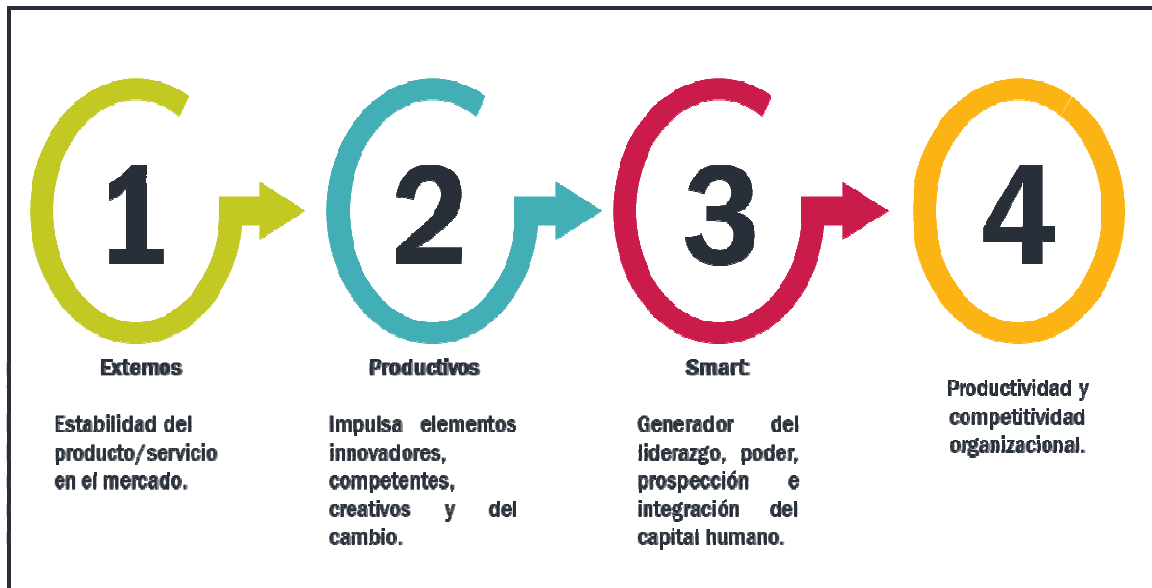 1
Externos
Estabilidad del
producto/servicio
en el mercado.
2
Productivos
Impulsa elementos
innovadores,
competentes,
creativos y del
cambio.
3
Smart
Generador del
liderazgo, poder,
prospección e
integración del
capital humano.
4
Productividad y
competitividad
organizacional.